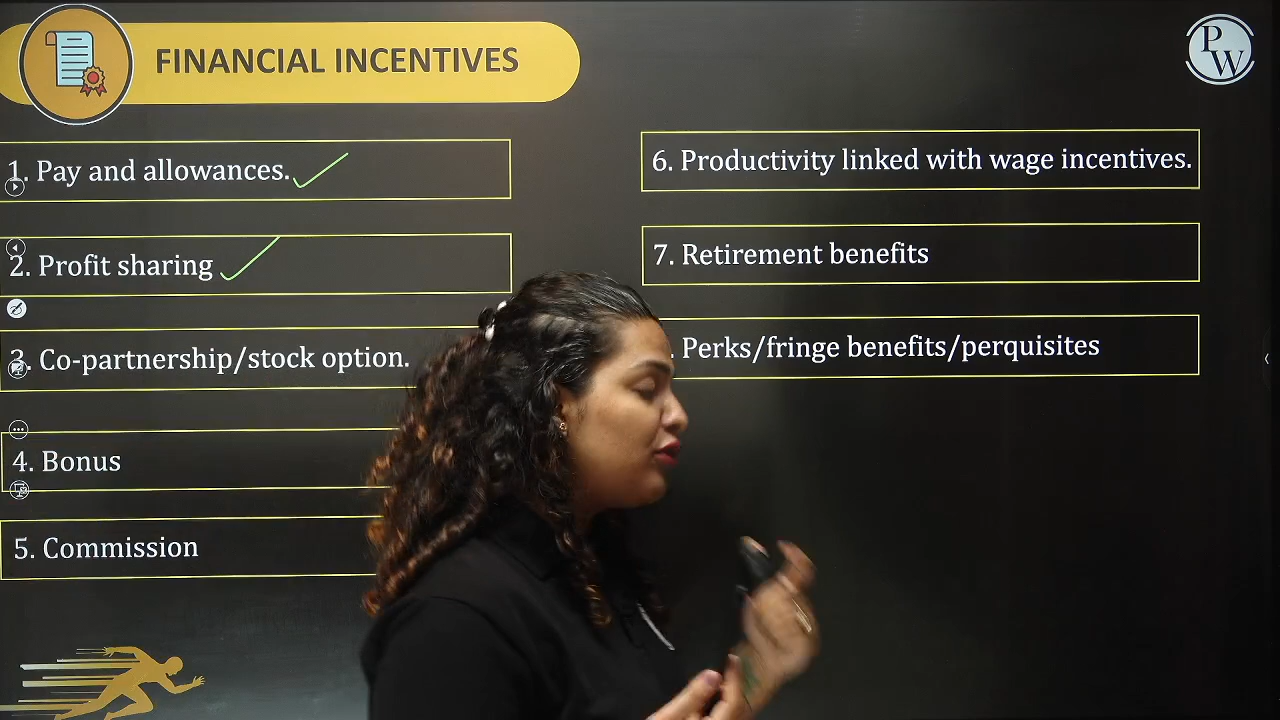 FINANCIAL INCENTIVES
PW
1. Pay and allowances.
2. Profit sharing
3. Co-partnership/stock option.
4. Bonus
5. Commission
6. Productivity linked with wage incentives.
7. Retirement benefits
. Perks/fringe benefits/perquisites